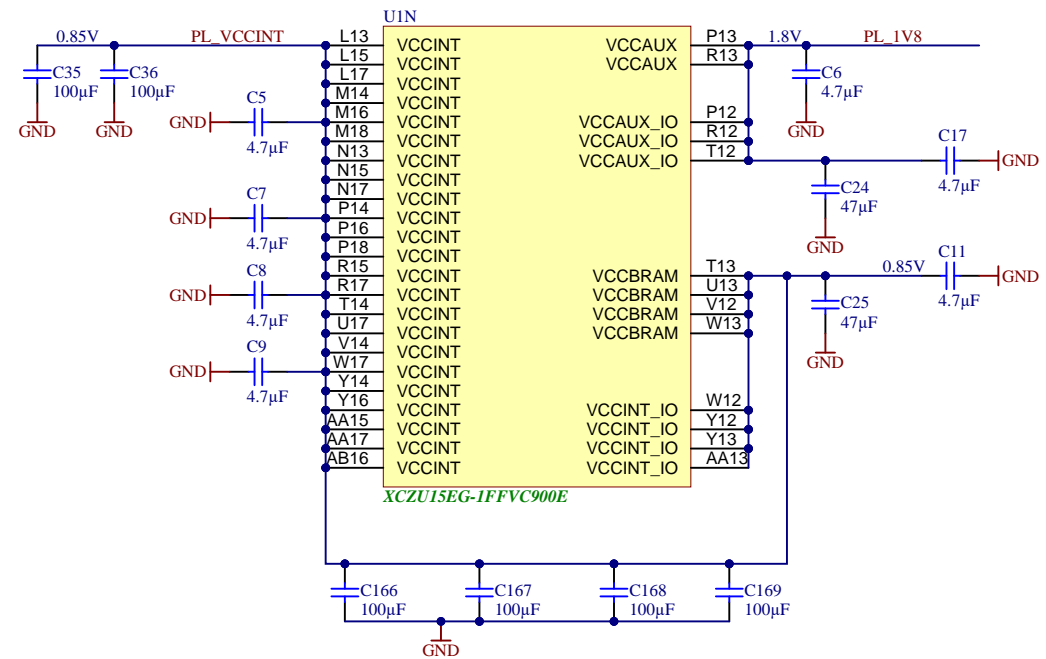 U1N
0.85V PL_VCCINT L13 VCCINT VCCAUX P13 1.8V PL_1V8
L15 VCCINT VCCAUX R13
C35 C36 L17 VCCINT C6
100µF 100µF M14 VCCINT 4.7µF
C5
GND GND GND M16 VCCINT VCCAUX_IO P12 GND
4.7µF M18 VCCINT VCCAUX_IO R12 C17
N13 VCCINT VCCAUX_IO T12 GND
N15 VCCINT 4.7µF
C7 N17 VCCINT C24
47µF
GND P14 VCCINT
4.7µF P16 VCCINT GND
P18 VCCINT C11
C8 R15 VCCINT VCCBRAM T13 0.85V GND
GND R17 VCCINT VCCBRAM U13 C25 4.7µF
4.7µF T14 VCCINT VCCBRAM V12 47µF
U17 VCCINT VCCBRAM W13
C9 V14 VCCINT GND
GND W17 VCCINT
4.7µF Y14 VCCINT
Y16 VCCINT VCCINT_IO W12
AA15 VCCINT VCCINT_IO Y12
AA17 VCCINT VCCINT_IO Y13
AB16 VCCINT VCCINT_IO AA13
XCZU15EG-1FFVC900E
C166 C167 C168 C169
100µF 100µF 100µF 100µF
GND